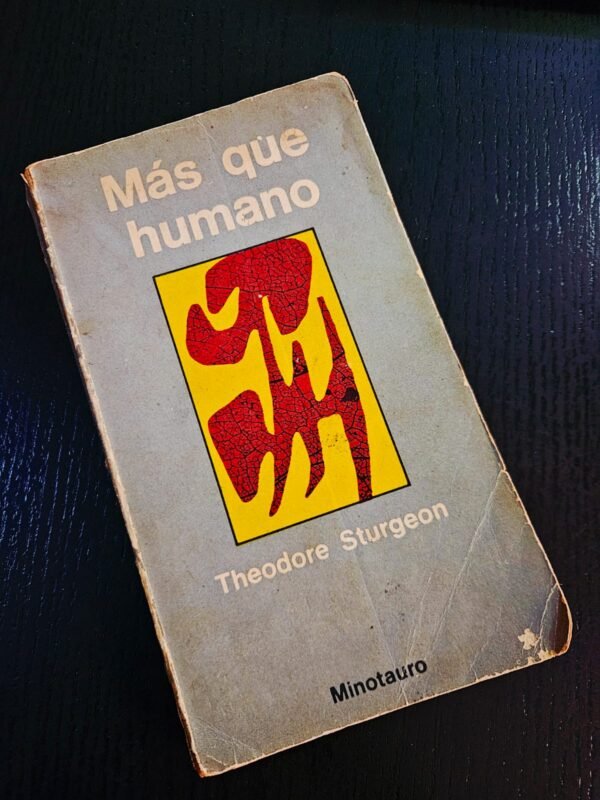 Más que
humano
Theodore Sturgeon
Minotauro